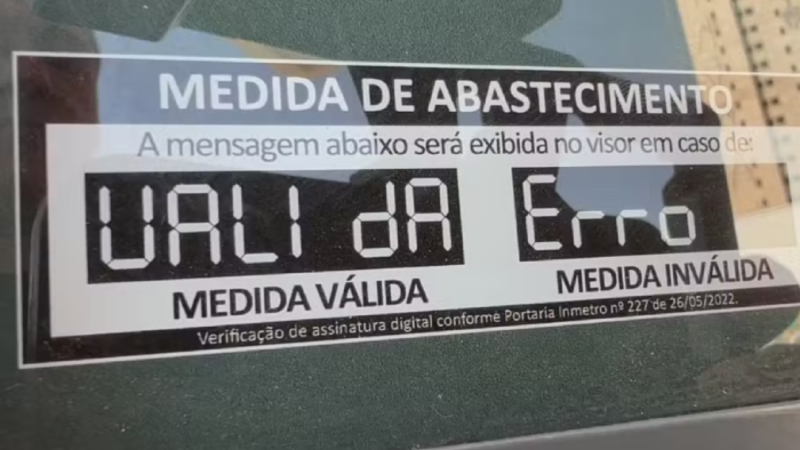 MEDIDA DE ABASTECIMENTO
A mensagem abaixo será exibida no visor em caso de:
VALI dA Erro
MEDIDA VÁLIDA MEDIDA INVÁLIDA
Verificação de assinatura digital conforme Portaria Inmetro nº 227 de 26/05/2022.